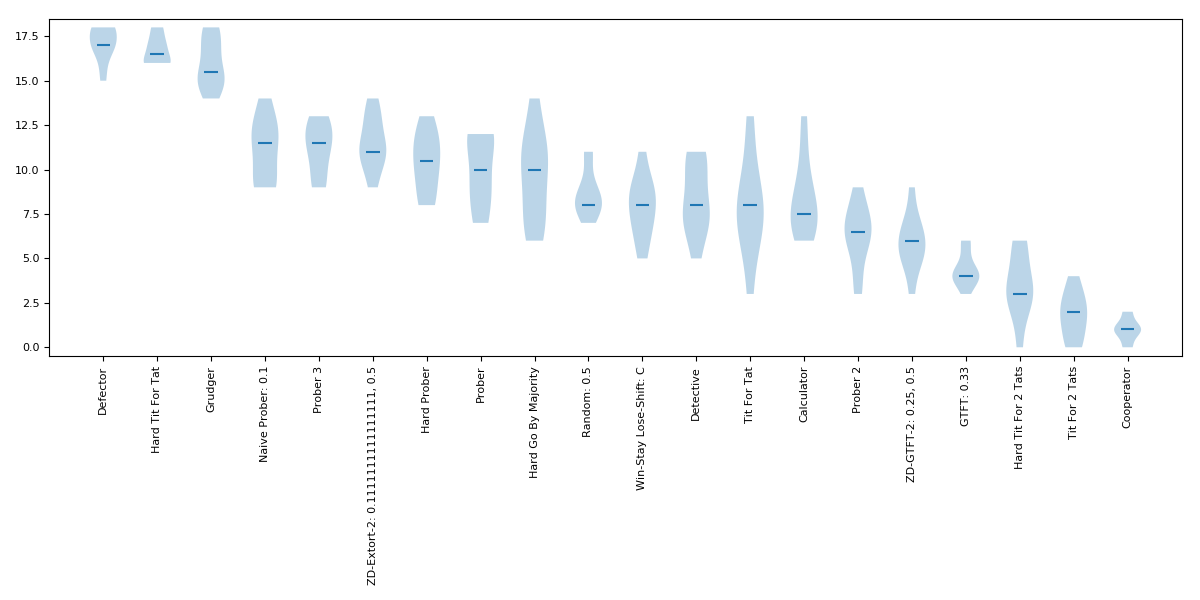 17.5
15.0
12.5
10.0
7.5
5.0
2.5
0.0
Defector
Hard Tit For Tat
Grudger
Naive Prober: 0.1
Prober 3
ZD-Extort-2: 0.1111111111111111, 0.5
Hard Prober
Prober
Hard Go By Majority
Random: 0.5
Win-Stay Lose-Shift: C
Detective
Tit For Tat
Calculator
Prober 2
ZD-GTFT-2: 0.25, 0.5
GTFT: 0.33
Hard Tit For 2 Tats
Tit For 2 Tats
Cooperator